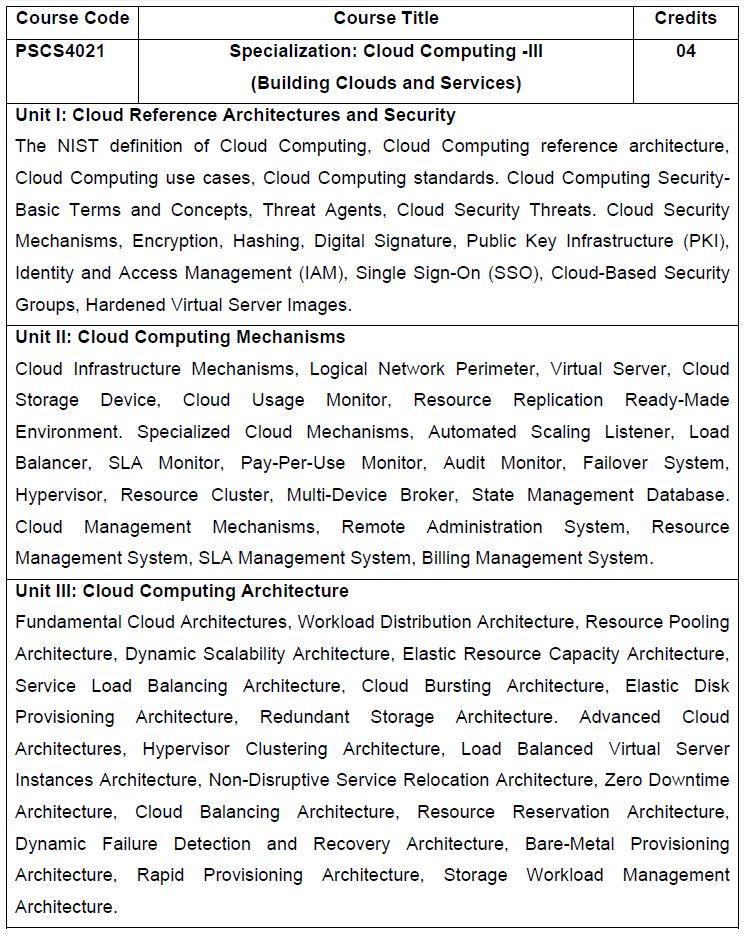 Course Code Course Title Credits
PSCS4021 Specialization: Cloud Computing -III 04
(Building Clouds and Services)
Unit I: Cloud Reference Architectures and Security
The NIST definition of Cloud Computing, Cloud Computing reference architecture,
Cloud Computing use cases, Cloud Computing standards. Cloud Computing Security-
Basic Terms and Concepts, Threat Agents, Cloud Security Threats. Cloud Security
Mechanisms, Encryption, Hashing, Digital Signature, Public Key Infrastructure (PKI),
Identity and Access Management (IAM), Single Sign-On (SSO), Cloud-Based Security
Groups, Hardened Virtual Server Images.
Unit II: Cloud Computing Mechanisms
Cloud Infrastructure Mechanisms, Logical Network Perimeter, Virtual Server, Cloud
Storage Device, Cloud Usage Monitor, Resource Replication Ready-Made
Environment. Specialized Cloud Mechanisms, Automated Scaling Listener, Load
Balancer, SLA Monitor, Pay-Per-Use Monitor, Audit Monitor, Failover System,
Hypervisor, Resource Cluster, Multi-Device Broker, State Management Database.
Cloud Management Mechanisms, Remote Administration System, Resource
Management System, SLA Management System, Billing Management System.
Unit III: Cloud Computing Architecture
Fundamental Cloud Architectures, Workload Distribution Architecture, Resource Pooling
Architecture, Dynamic Scalability Architecture, Elastic Resource Capacity Architecture,
Service Load Balancing Architecture, Cloud Bursting Architecture, Elastic Disk
Provisioning Architecture, Redundant Storage Architecture. Advanced Cloud
Architectures, Hypervisor Clustering Architecture, Load Balanced Virtual Server
Instances Architecture, Non-Disruptive Service Relocation Architecture, Zero Downtime
Architecture, Cloud Balancing Architecture, Resource Reservation Architecture,
Dynamic Failure Detection and Recovery Architecture, Bare-Metal Provisioning
Architecture, Rapid Provisioning Architecture, Storage Workload Management
Architecture.